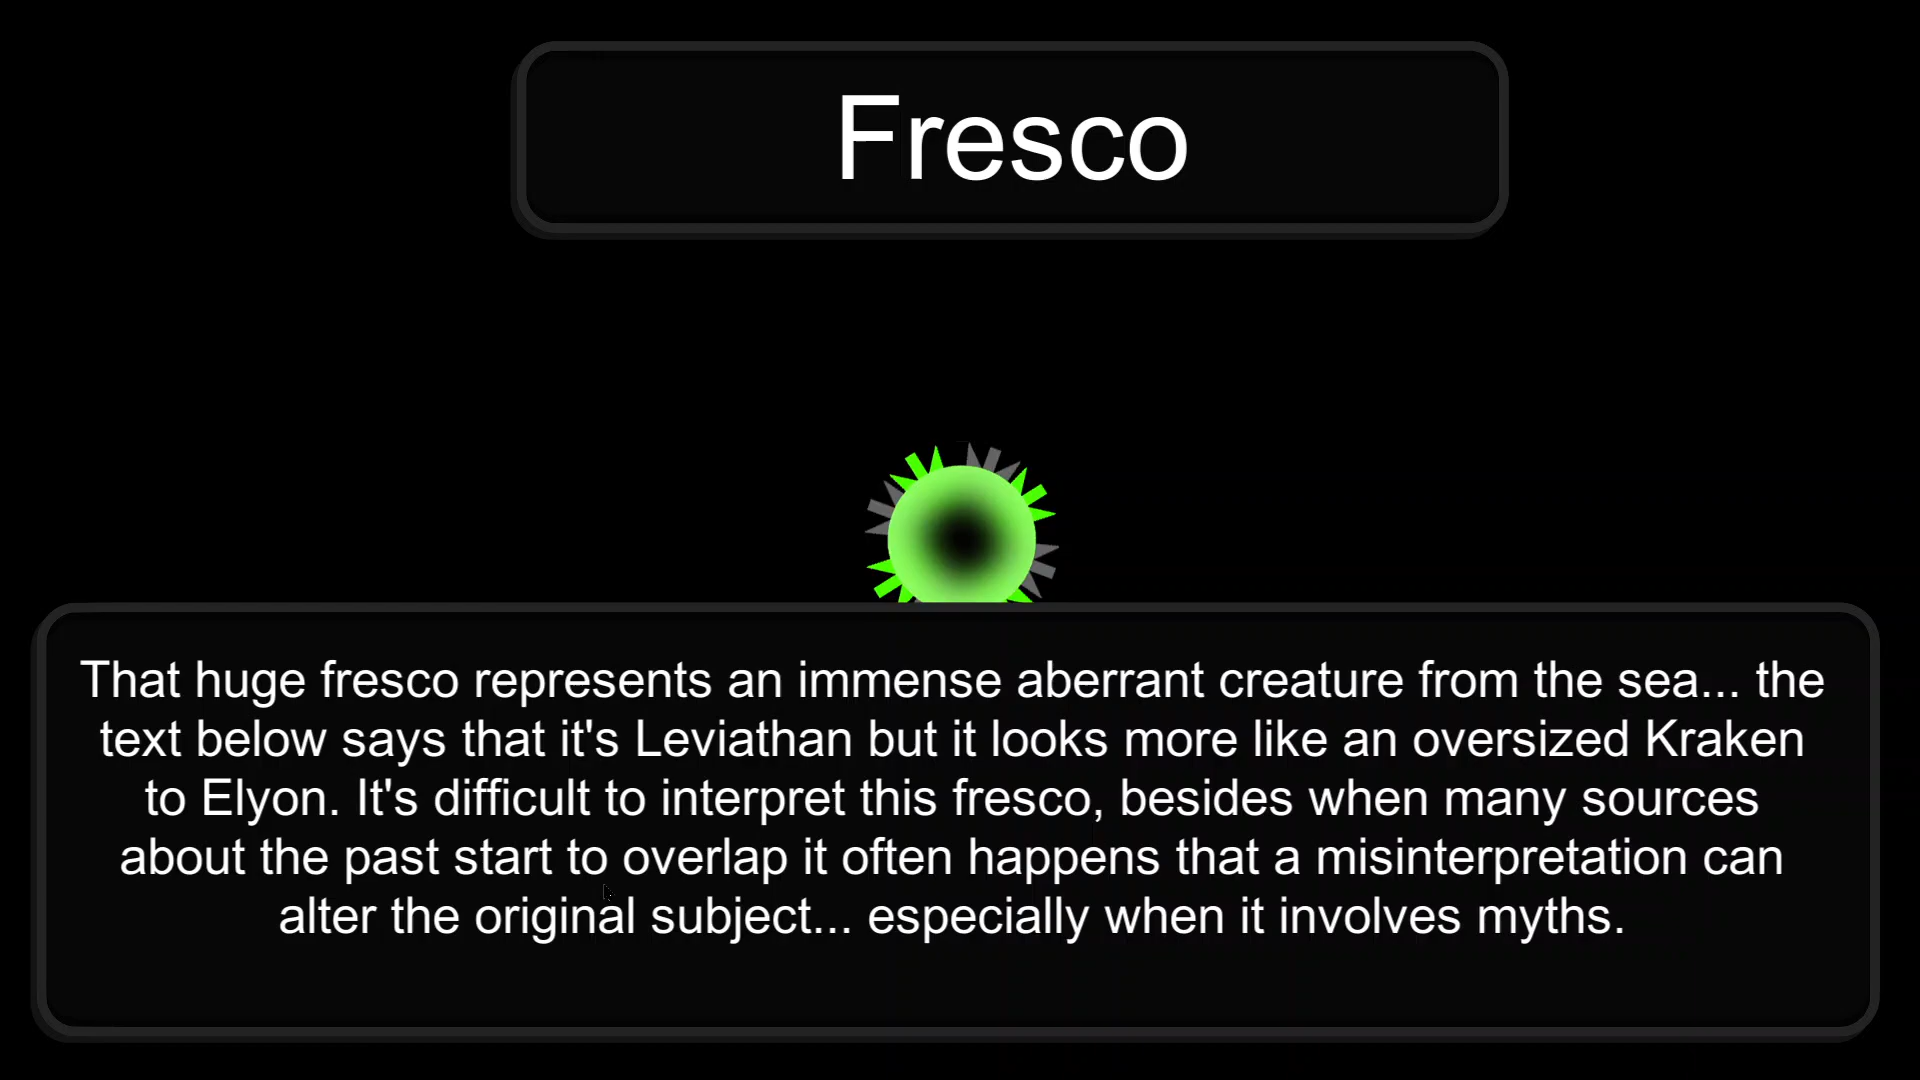 Fresco
That huge fresco represents an immense aberrant creature from the sea... the
text below says that it's Leviathan but it looks more like an oversized Kraken
to Elyon. It's difficult to interpret this fresco, besides when many sources
about the past start to overlap it often happens that a misinterpretation can
alter the original subject... especially when it involves myths.